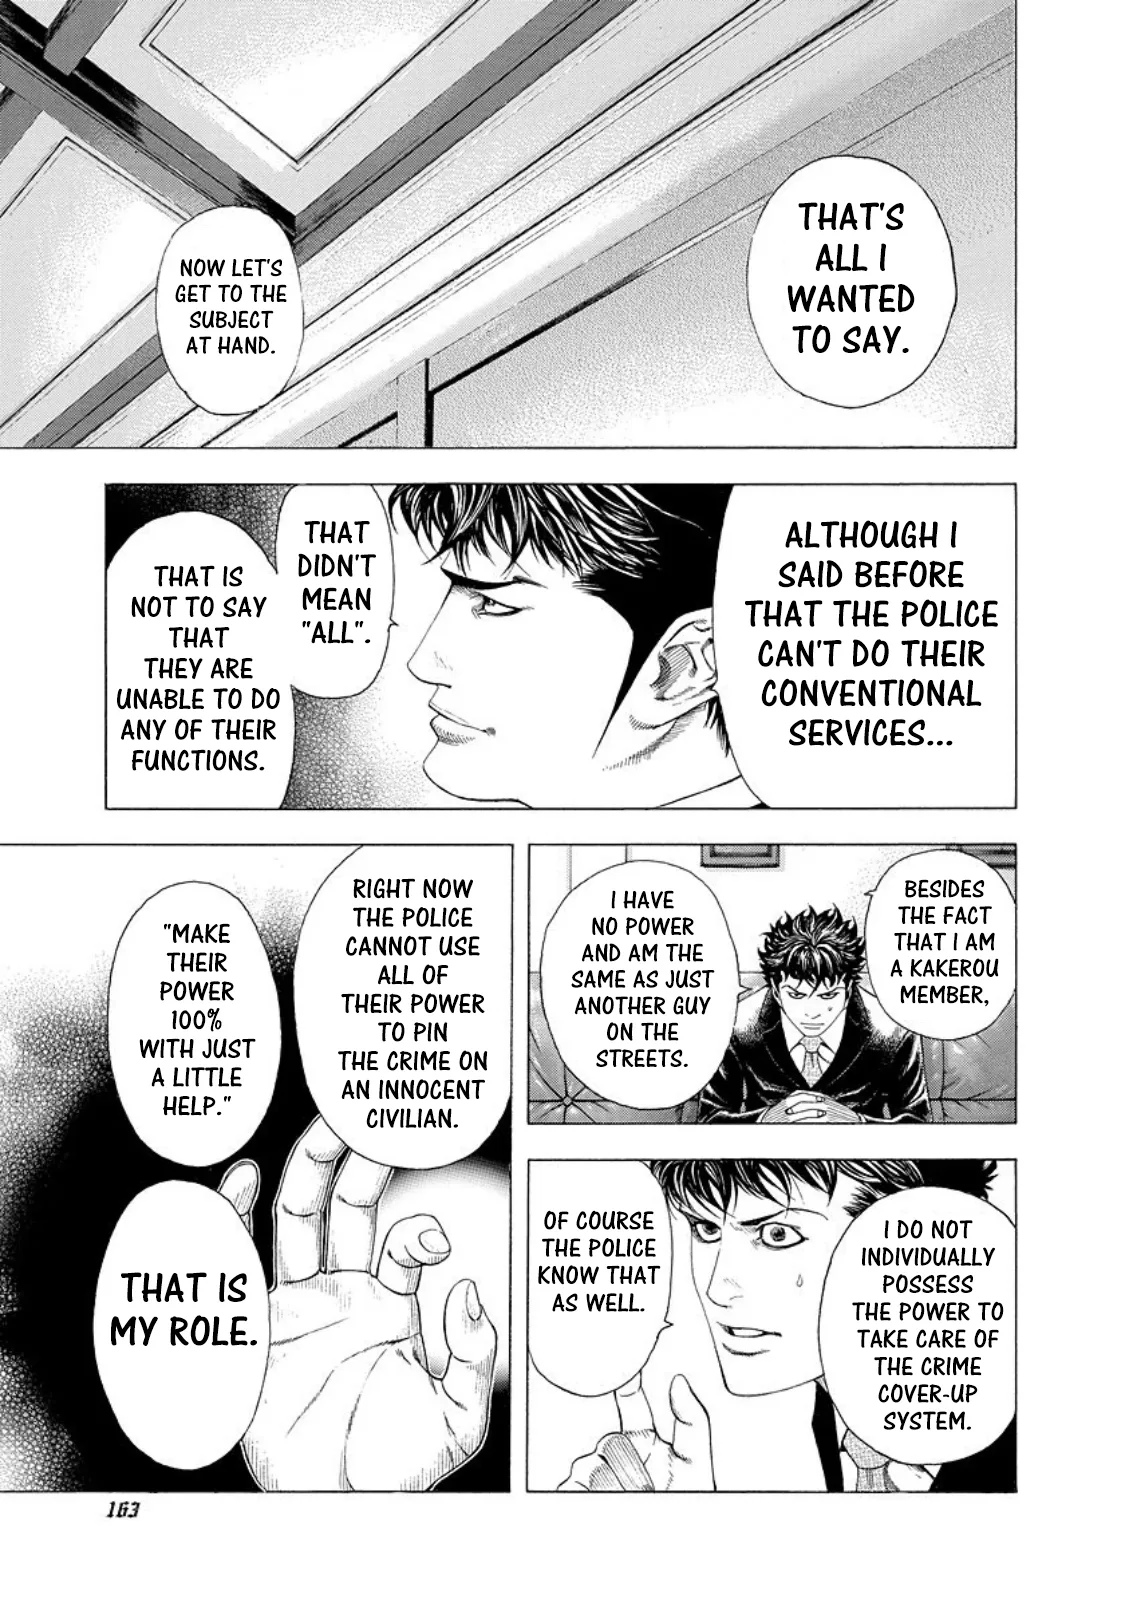 THAT'S
ALL I
WANTED
TO SAY.
NOW LET'S
GET TO THE
SUBJECT
AT HAND.
ALTHOUGH I
SAID BEFORE
THAT THE POLICE
CAN'T DO THEIR
CONVENTIONAL
SERVICES...
THAT
DIDN'T
MEAN
"ALL".
THAT IS
NOT TO SAY
THAT
THEY ARE
UNABLE TO DO
ANY OF THEIR
FUNCTIONS.
BESIDES
THE FACT
THAT I AM
A KAKEROU
MEMBER,
I HAVE
NO POWER
AND AM THE
SAME AS JUST
ANOTHER GUY
ON THE
STREETS.
I DO NOT
INDIVIDUALLY
POSSESS
THE POWER TO
TAKE CARE OF
THE CRIME
COVER-UP
SYSTEM.
OF COURSE
THE POLICE
KNOW THAT
AS WELL.
RIGHT NOW
THE POLICE
CANNOT USE
ALL OF
THEIR POWER
TO PIN
THE CRIME ON
AN INNOCENT
CIVILIAN.
"MAKE
THEIR
POWER
100%
WITH JUST
A LITTLE
HELP."
THAT IS
MY ROLE.
163